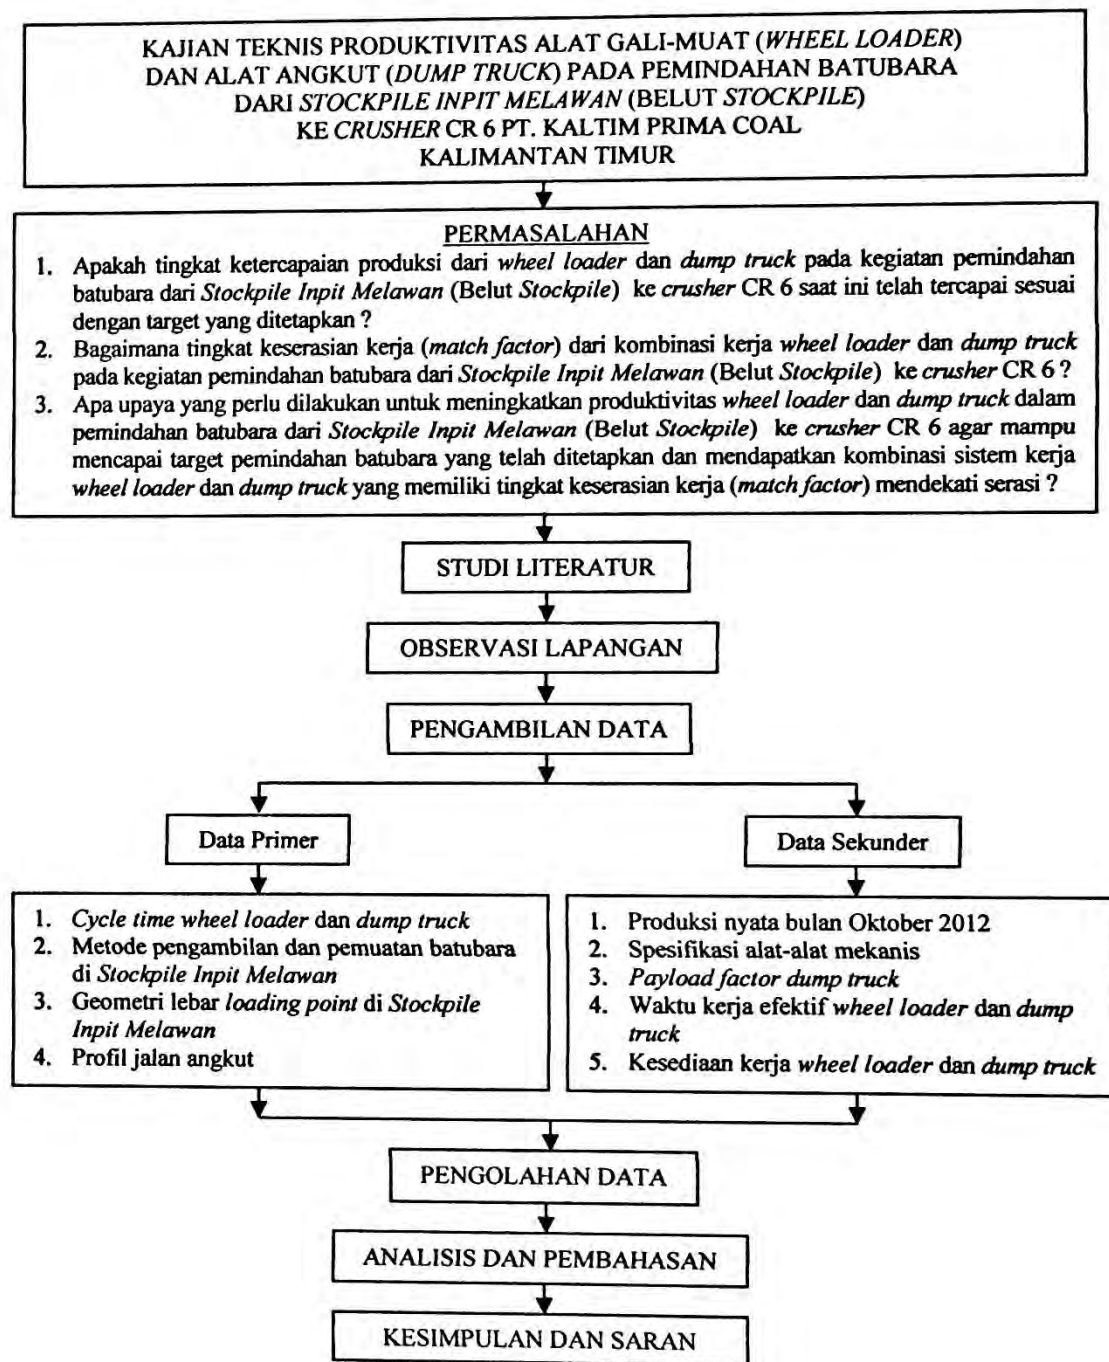 KAJIAN TEKNIS PRODUKTIVITAS ALAT GALI-MUAT (WHEEL LOADER)
DAN ALAT ANGKUT (DUMP TRUCK) PADA PEMINDAHAN BATUBARA
DARI STOCKPILE INPIT MELAWAN (BELUT STOCKPILE)
KE CRUSHER CR 6 PT. KALTIM PRIMA COAL
KALIMANTAN TIMUR
PERMASALAHAN
1. Apakah tingkat ketercapaian produksi dari wheel loader dan dump truck pada kegiatan pemindahan
batubara dari Stockpile Inpit Melawan (Belut Stockpile) ke crusher CR 6 saat ini telah tercapai sesuai
dengan target yang ditetapkan ?
2. Bagaimana tingkat keserasian kerja (match factor) dari kombinasi kerja wheel loader dan dump truck
pada kegiatan pemindahan batubara dari Stockpile Inpit Melawan (Belut Stockpile) ke crusher CR 6 ?
3. Apa upaya yang perlu dilakukan untuk meningkatkan produktivitas wheel loader dan dump truck dalam
pemindahan batubara dari Stockpile Inpit Melawan (Belut Stockpile) ke crusher CR 6 agar mampu
mencapai target pemindahan batubara yang telah ditetapkan dan mendapatkan kombinasi sistem kerja
wheel loader dan dump truck yang memiliki tingkat keserasian kerja (match factor) mendekati serasi ?
STUDI LITERATUR
OBSERVASI LAPANGAN
PENGAMBILAN DATA
Data Primer
1. Cycle time wheel loader dan dump truck
2. Metode pengambilan dan pemuatan batubara
di Stockpile Inpit Melawan
3. Geometri lebar loading point di Stockpile
Inpit Melawan
4. Profil jalan angkut
Data Sekunder
1. Produksi nyata bulan Oktober 2012
2. Spesifikasi alat-alat mekanis
3. Payload factor dump truck
4. Waktu kerja efektif wheel loader dan dump
truck
5. Kesediaan kerja wheel loader dan dump truck
PENGOLAHAN DATA
ANALISIS DAN PEMBAHASAN
KESIMPULAN DAN SARAN